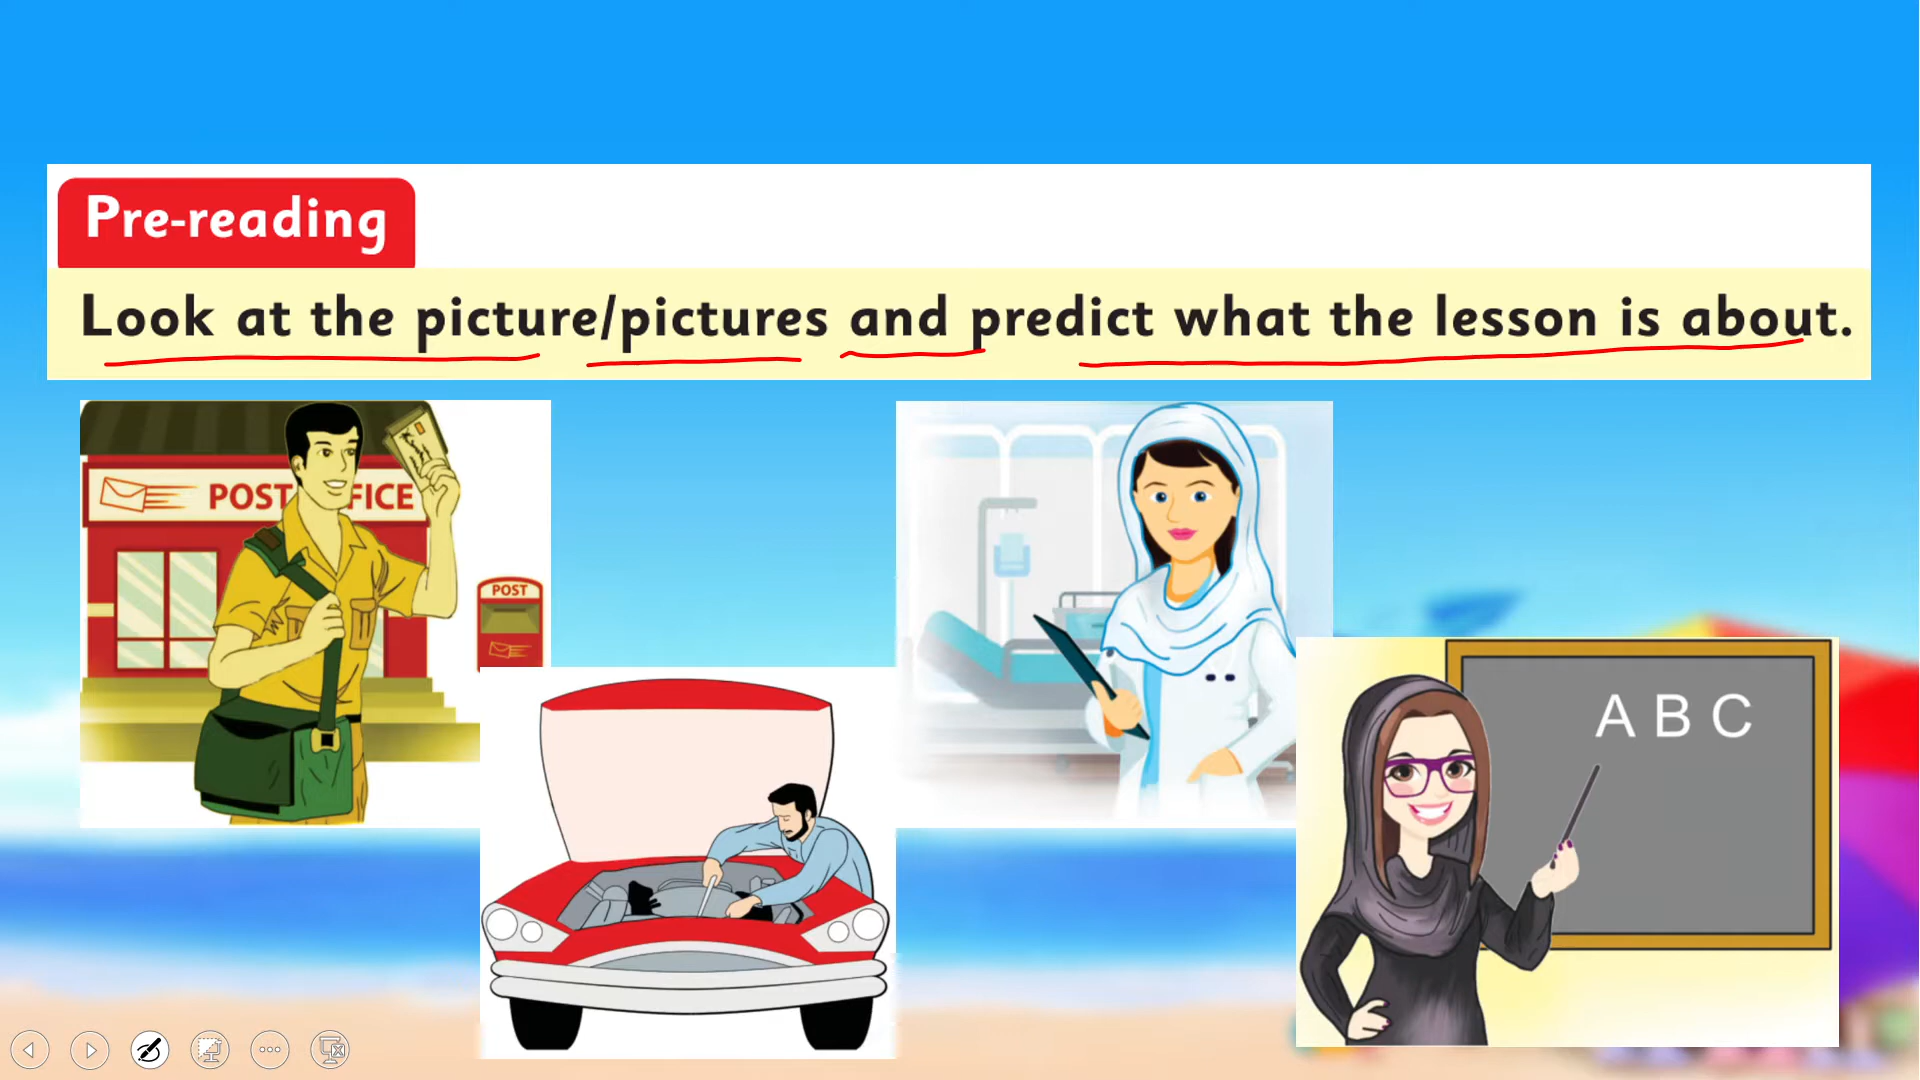 Pre-reading
Look at the picture/pictures and predict what the lesson is about.
POST FICE
POST
A B C